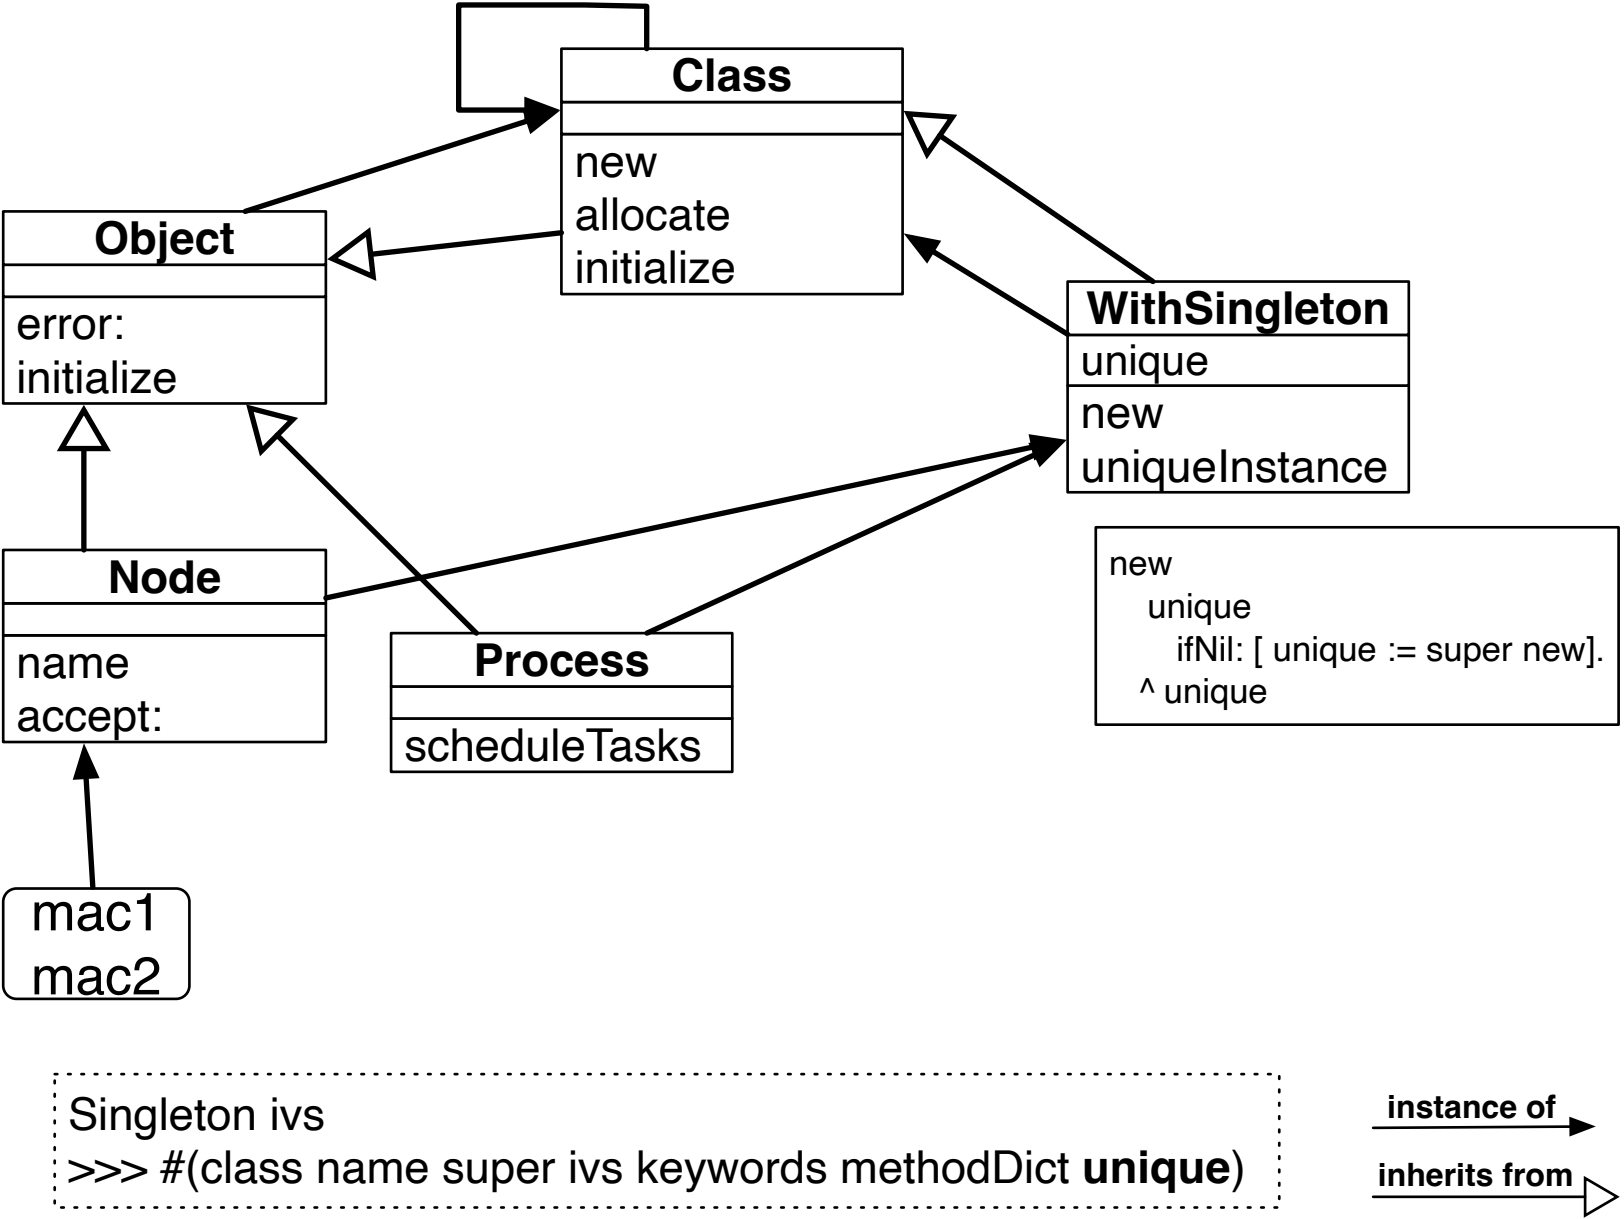 Class
new
allocate
initialize
Object
error:
initialize
WithSingleton
unique
new
uniqueInstance
Node
name
accept:
Process
scheduleTasks
new
unique
ifNil: [ unique := super new].
^ unique
mac1
mac2
Singleton ivs
>>> #(class name super ivs keywords methodDict unique)
instance of
inherits from